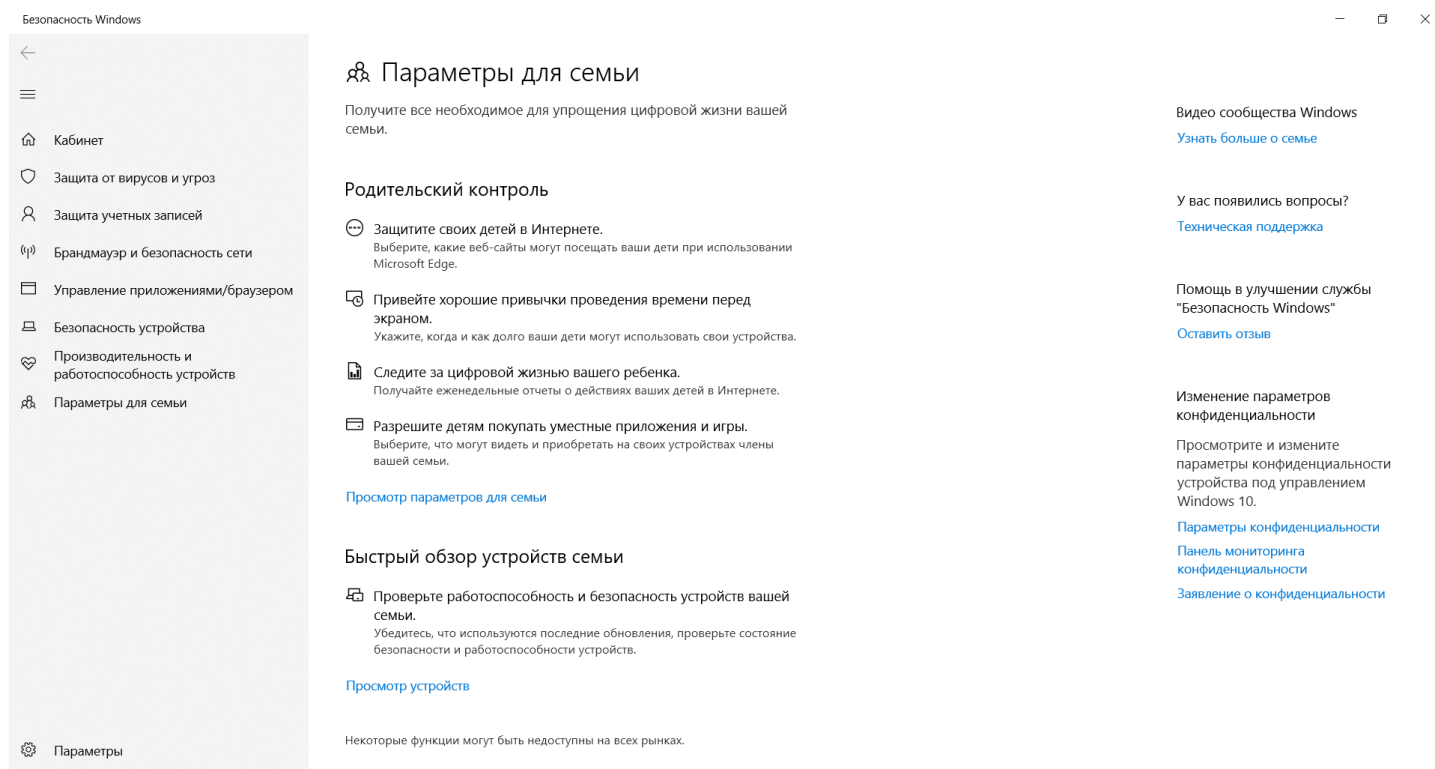 Безопасность Windows
Кабинет
Защита от вирусов и угроз
Защита учетных записей
Брандмауэр и безопасность сети
Управление приложениями/браузером
Безопасность устройства
Производительность и
работоспособность устройств
Параметры для семьи
Параметры
Параметры для семьи
Получите все необходимое для упрощения цифровой жизни вашей
семьи.
Родительский контроль
Защитите своих детей в Интернете.
Выберите, какие веб-сайты могут посещать ваши дети при использовании
Microsoft Edge.
Привейте хорошие привычки проведения времени перед
экраном.
Укажите, когда и как долго ваши дети могут использовать свои устройства.
Следите за цифровой жизнью вашего ребенка.
Получайте еженедельные отчеты о действиях ваших детей в Интернете.
Разрешите детям покупать уместные приложения и игры.
Выберите, что могут видеть и приобретать на своих устройствах члены
вашей семьи.
Просмотр параметров для семьи
Быстрый обзор устройств семьи
Проверьте работоспособность и безопасность устройств вашей
семьи.
Убедитесь, что используются последние обновления, проверьте состояние
безопасности и работоспособности устройств.
Просмотр устройств
Некоторые функции могут быть недоступны на всех рынках.
Видео сообщества Windows
Узнать больше о семье
У вас появились вопросы?
Техническая поддержка
Помощь в улучшении службы
"Безопасность Windows"
Оставить отзыв
Изменение параметров
конфиденциальности
Просмотрите и измените
параметры конфиденциальности
устройства под управлением
Windows 10.
Параметры конфиденциальности
Панель мониторинга
конфиденциальности
Заявление о конфиденциальности